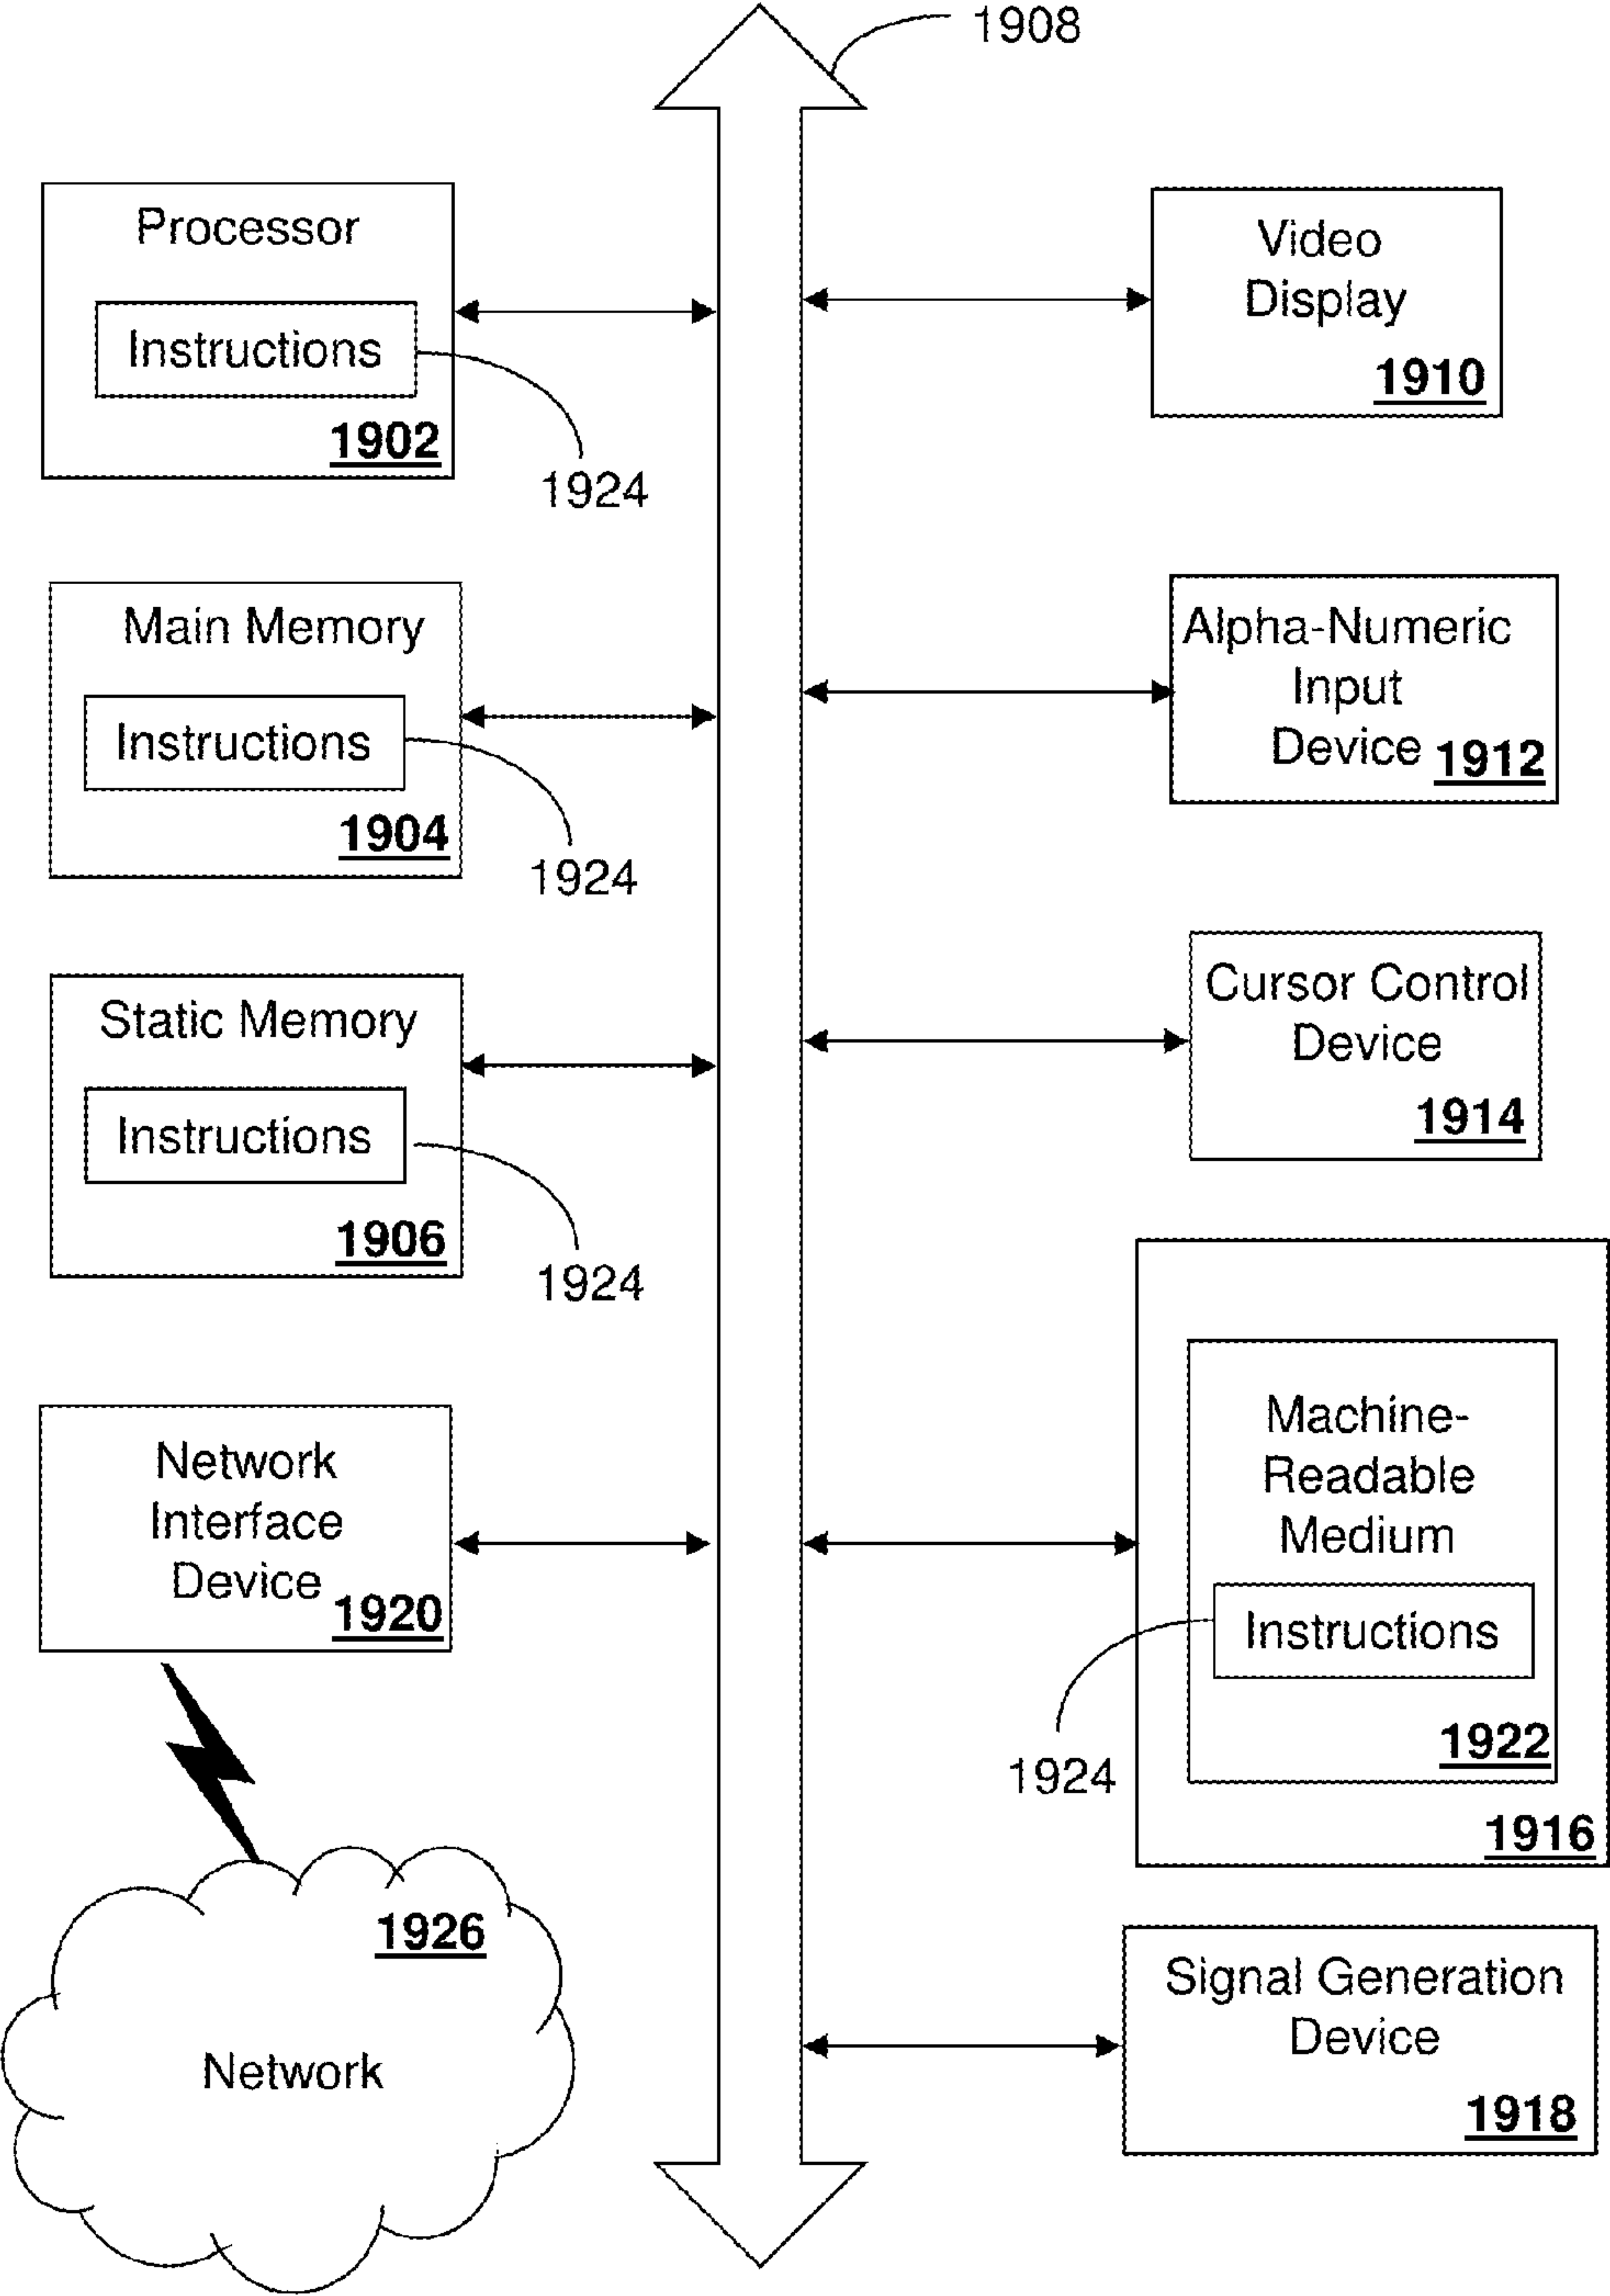 1908
Processor
Instructions
1902
1924
Main Memory
Instructions
1904
1924
Static Memory
Instructions
1906
1924
Network
Interface
Device
1920
1926
Network
Video
Display
1910
Alpha-Numeric
Input
Device 1912
Cursor Control
Device
1914
Machine-
Readable
Medium
Instructions
1922
1924
1916
Signal Generation
Device
1918